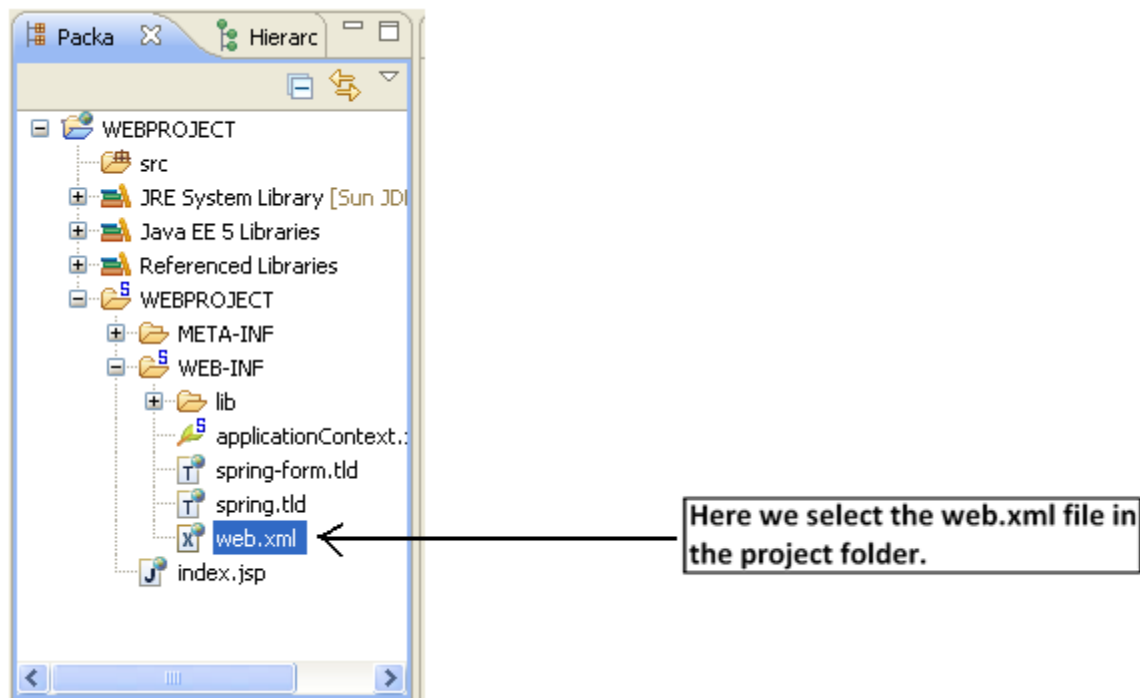 Packa Hierarc
WEBPROJECT
src
JRE System Library [Sun JD
Java EE 5 Libraries
Referenced Libraries
WEBPROJECT
META-INF
WEB-INF
lib
applicationContext.
spring-form.tld
spring.tld
web.xml
index.jsp
Here we select the web.xml file in
the project folder.